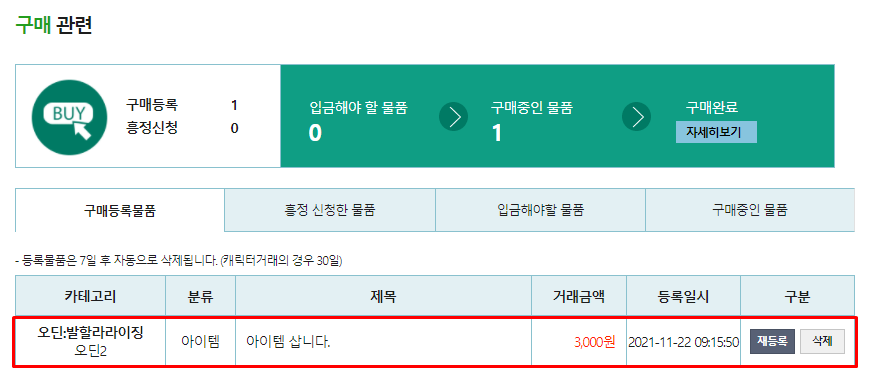 구매 관련
BUY
구매등록 1
흥정신청 0
입금해야 할 물품
0
구매중인 물품
1
구매완료
자세히보기
구매등록물품 흥정 신청한 물품 입금해야할 물품 구매중인 물품
- 등록물품은 7일 후 자동으로 삭제됩니다. (캐릭터거래의 경우 30일)
카테고리 분류 제목 거래금액 등록일시 구분
오딘:발할라라이징
오딘2
아이템 아이템 삽니다. 3,000원 2021-11-22 09:15:50 재등록 삭제